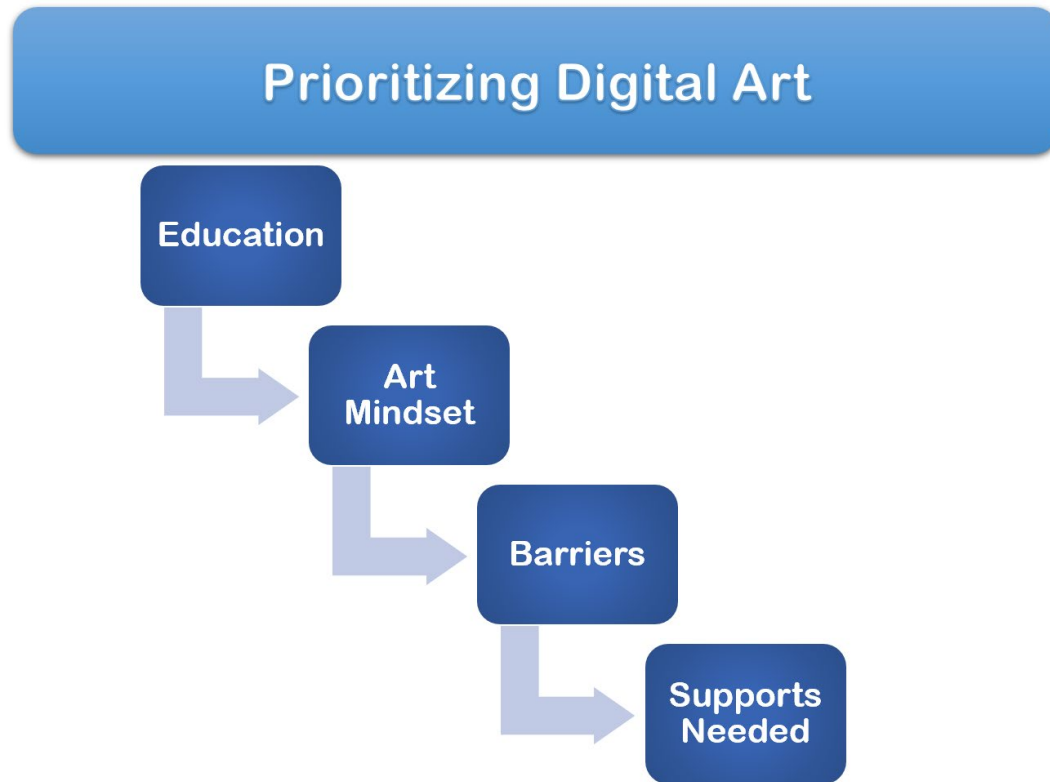 Prioritizing Digital Art
Education
Art
Mindset
Barriers
Supports
Needed